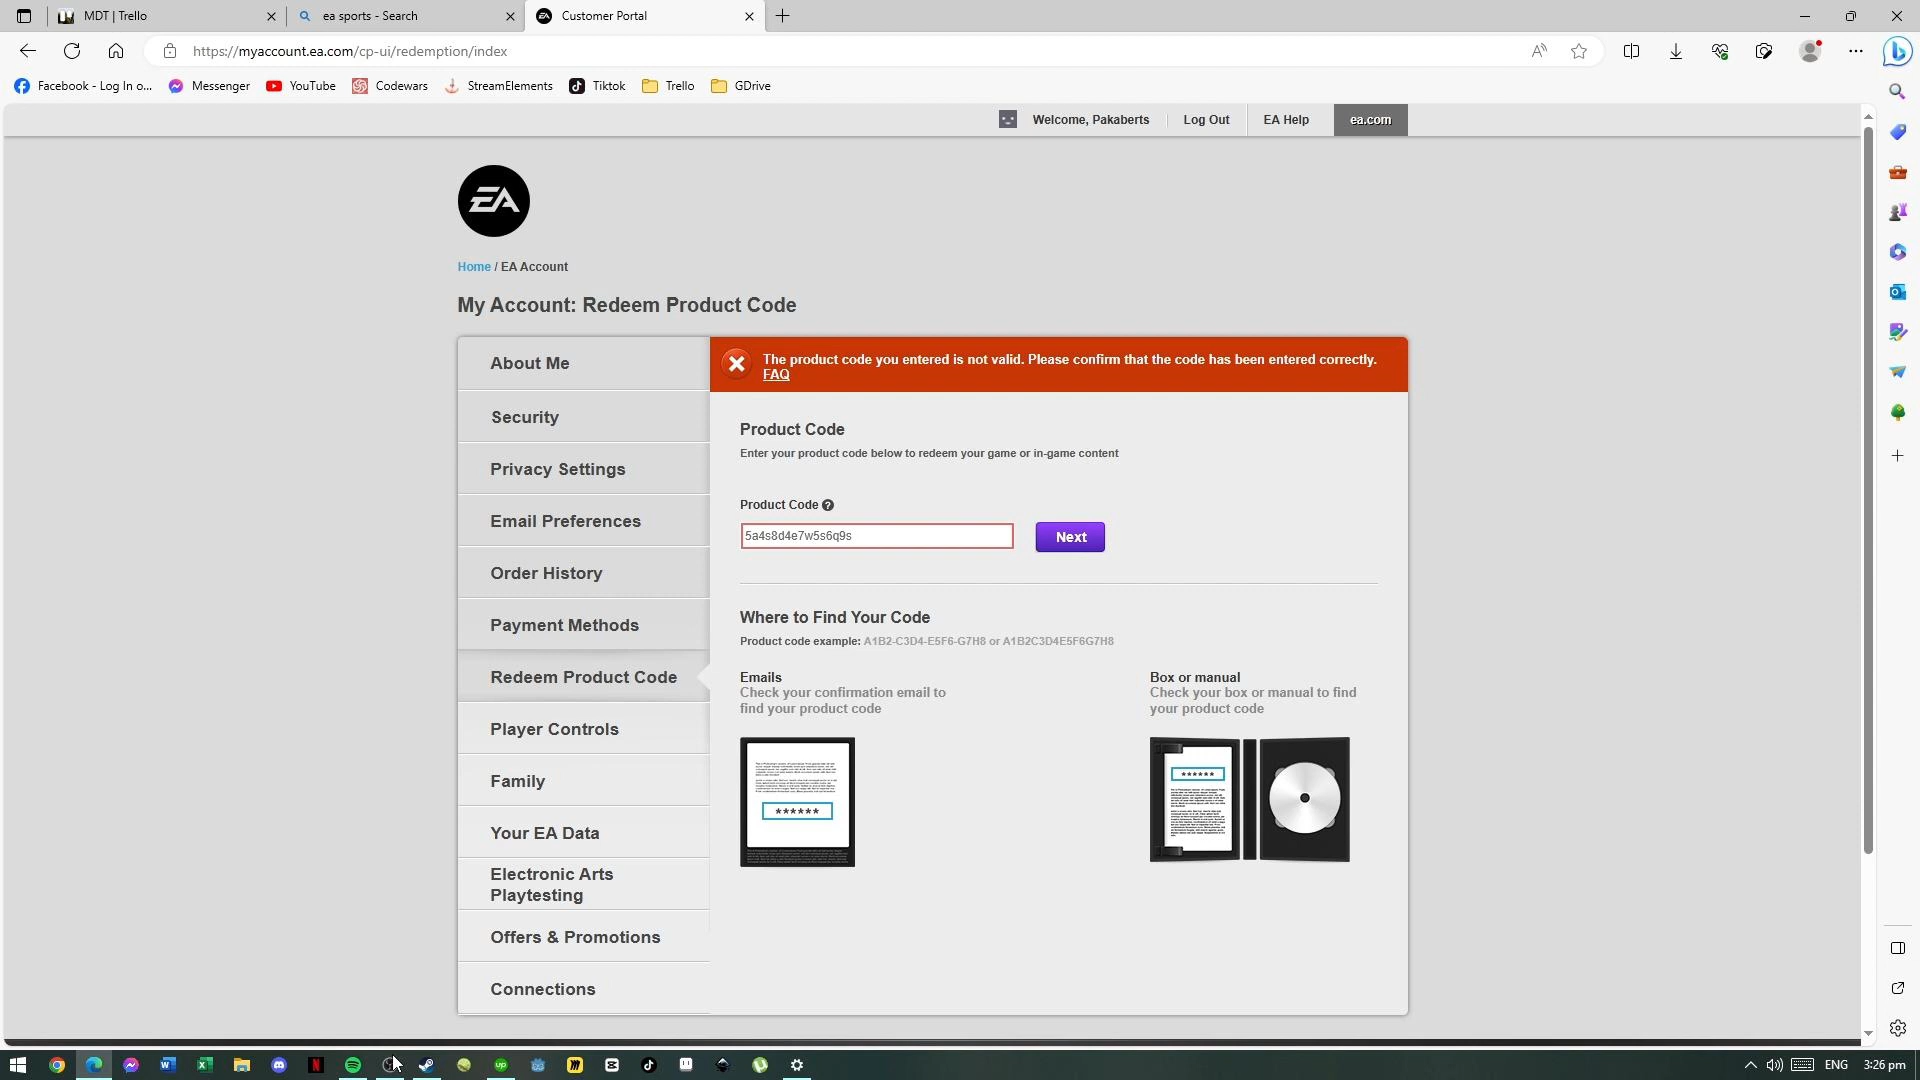 MDT | Trello
ea sports - Search
Customer Portal
https://myaccount.ea.com/cp-ui/redemption/index
Facebook - Log In o...
Messenger
YouTube
Codewars
StreamElements
Tiktok
Trello
GDrive
Welcome, Pakaberts
Log Out
EA Help
ea.com
EA
Home / EA Account
My Account: Redeem Product Code
About Me
Security
Privacy Settings
Email Preferences
Order History
Payment Methods
Redeem Product Code
Player Controls
Family
Your EA Data
Electronic Arts
Playtesting
Offers & Promotions
Connections
The product code you entered is not valid. Please confirm that the code has been entered correctly.
FAQ
Product Code
Enter your product code below to redeem your game or in-game content
Product Code
5a4s8d4e7w5s6q9s
Next
Where to Find Your Code
Product code example: A1B2-C3D4-E5F6-G7H8 or A1B2C3D4E5F6G7H8
Emails
Check your confirmation email to
find your product code
******
Box or manual
Check your box or manual to find
your product code
******
ENG
3:26 pm